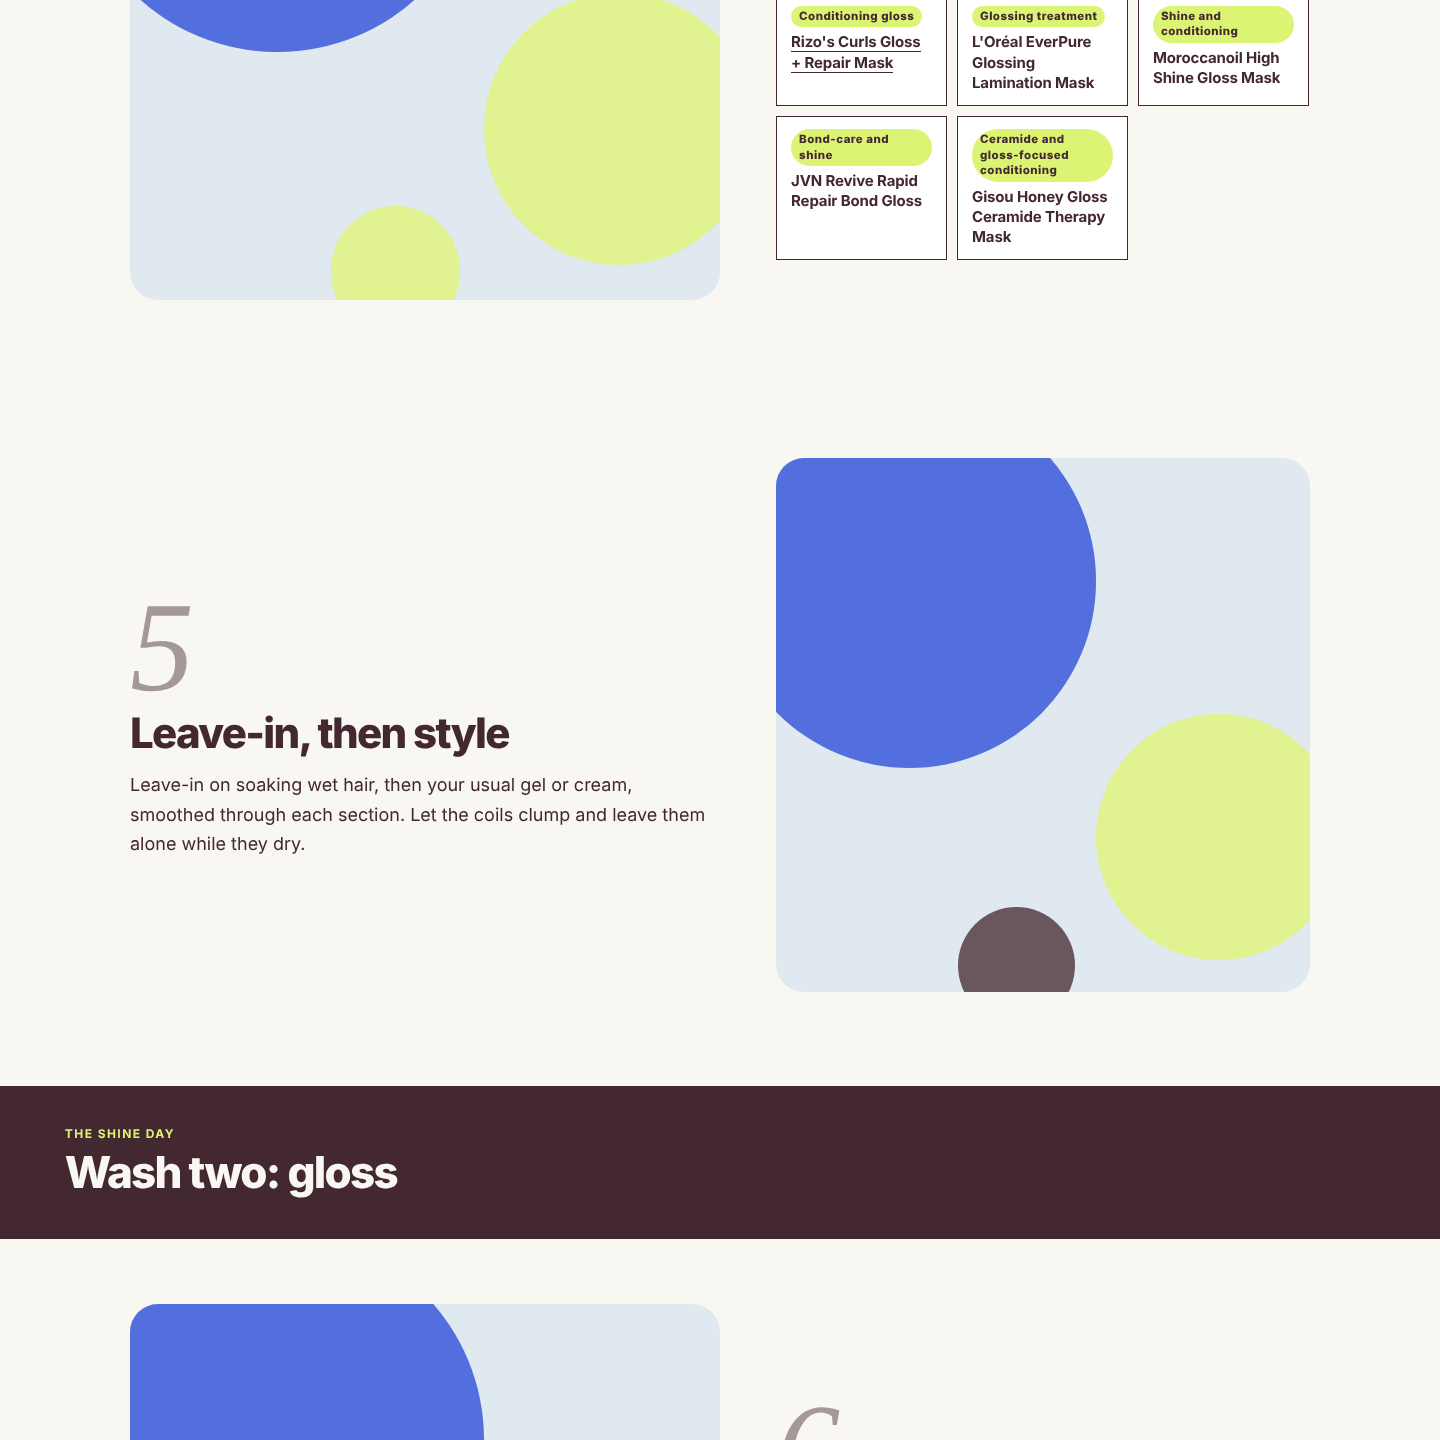 Conditioning gloss
Rizo's Curls Gloss
+ Repair Mask
Glossing treatment
L'Oréal EverPure
Glossing
Lamination Mask
Shine and
conditioning
Moroccanoil High
Shine Gloss Mask
Bond-care and
shine
JVN Revive Rapid
Repair Bond Gloss
Ceramide and
gloss-focused
conditioning
Gisou Honey Gloss
Ceramide Therapy
Mask
5
Leave-in, then style
Leave-in on soaking wet hair, then your usual gel or cream,
smoothed through each section. Let the coils clump and leave them
alone while they dry.
THE SHINE DAY
Wash two: gloss